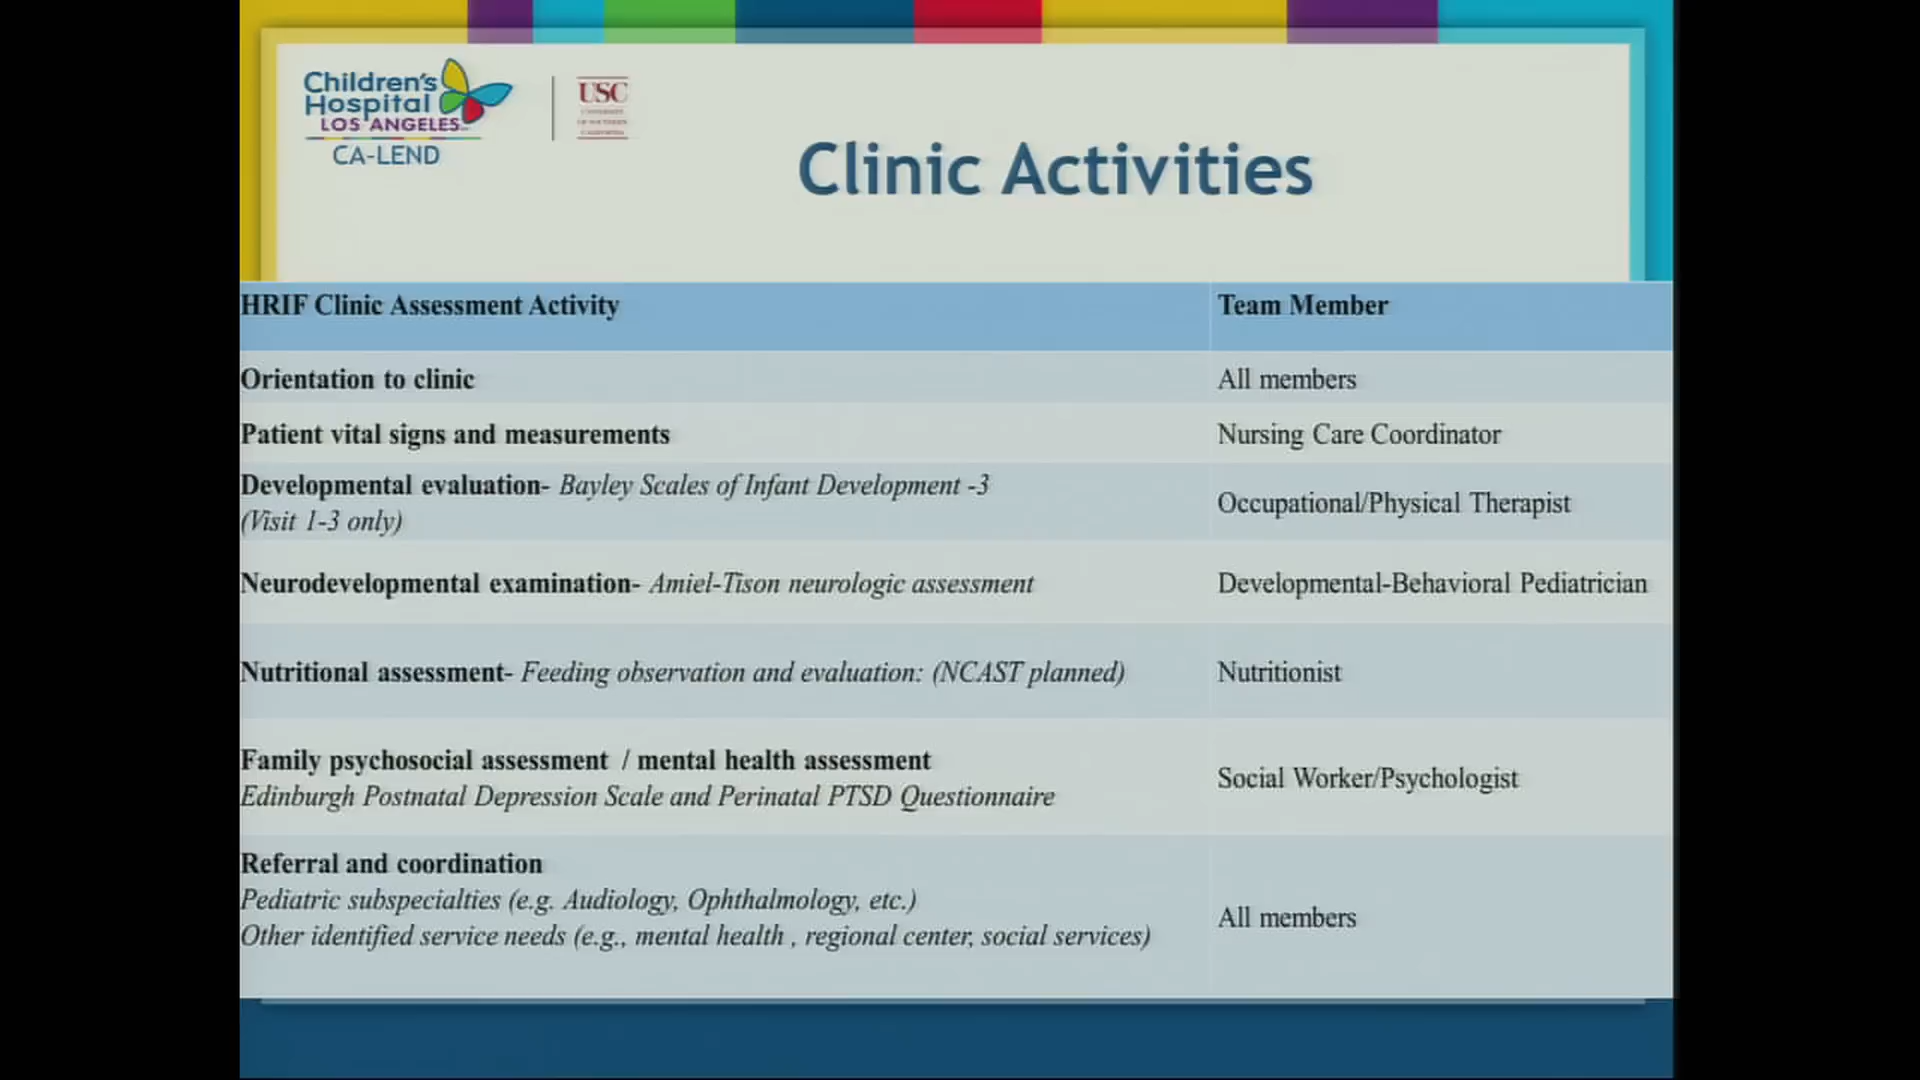 Children's
Hospital
LOS ANGELES
CA-LEND
USC
UNIVERSITY
OF SOUTHERN
CALIFORNIA
Clinic Activities
HRIF Clinic Assessment Activity
Team Member
Orientation to clinic
All members
Patient vital signs and measurements
Nursing Care Coordinator
Developmental evaluation- Bayley Scales of Infant Development -3
(Visit 1-3 only)
Occupational/Physical Therapist
Neurodevelopmental examination- Amiel-Tison neurologic assessment
Developmental-Behavioral Pediatrician
Nutritional assessment- Feeding observation and evaluation: (NCAST planned)
Nutritionist
Family psychosocial assessment / mental health assessment
Edinburgh Postnatal Depression Scale and Perinatal PTSD Questionnaire
Social Worker/Psychologist
Referral and coordination
Pediatric subspecialties (e.g. Audiology, Ophthalmology, etc.)
Other identified service needs (e.g., mental health , regional center, social services)
All members